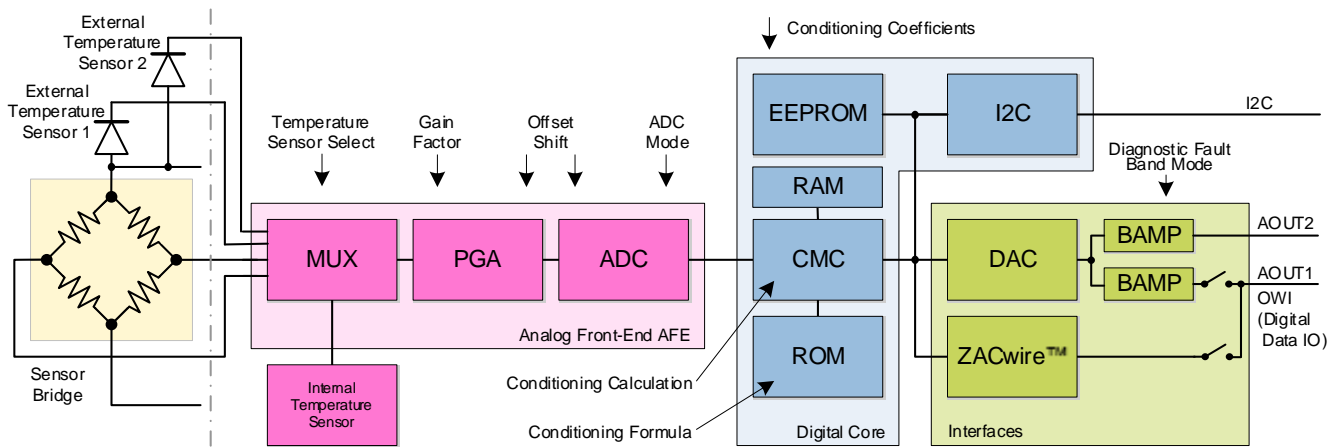 External
Temperature
Sensor 2
External
Temperature
Sensor 1
Sensor
Bridge
Temperature
Sensor Select
Gain
Factor
Offset
Shift
ADC
Mode
MUX
PGA
ADC
Analog Front-End AFE
Internal
Temperature
Sensor
Conditioning Coefficients
EEPROM
I2C
RAM
CMC
ROM
Conditioning Calculation
Conditioning Formula
Digital Core
I2C
Diagnostic Fault
Band Mode
DAC
BAMP
BAMP
ZACwire™
Interfaces
AOUT2
AOUT1
OWI
(Digital
Data IO)